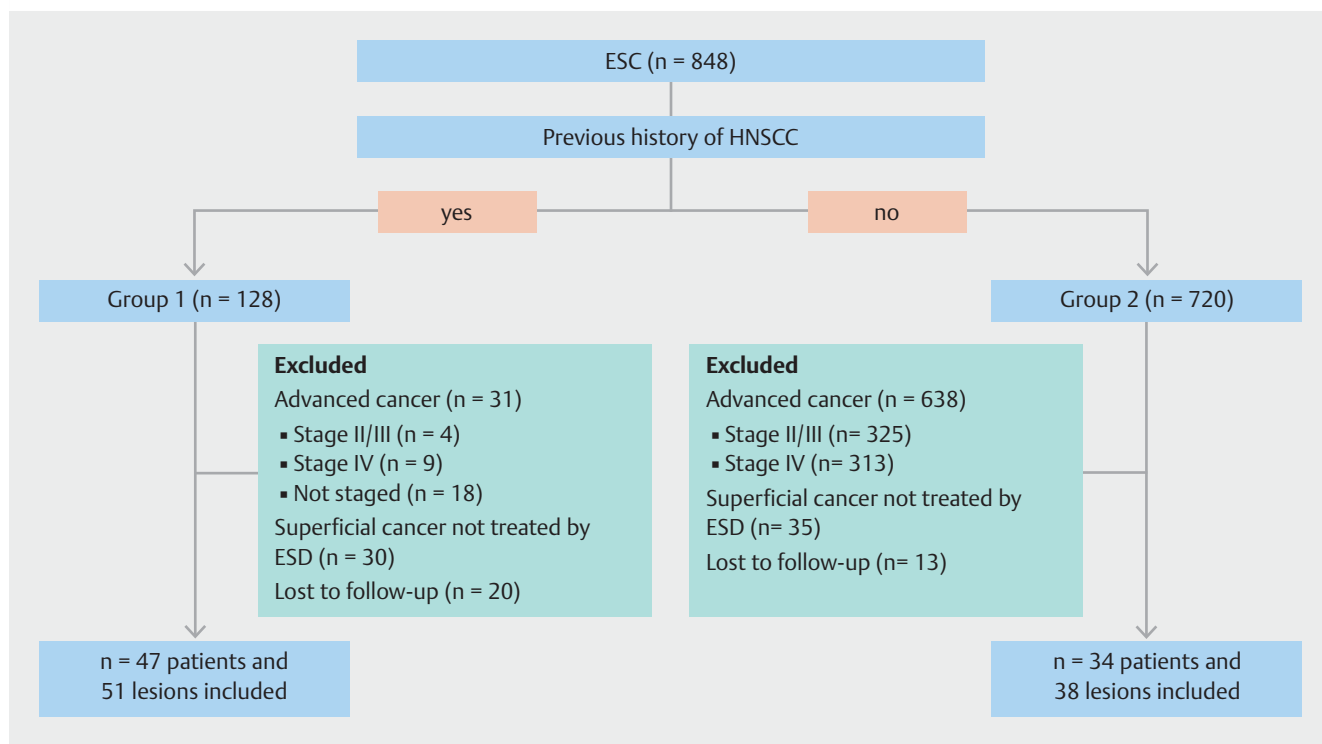 ESC (n = 848)
Previous history of HNSCC
yes
no
Group 1 (n = 128)
Group 2 (n = 720)
Excluded
Advanced cancer (n = 31)
▪ Stage II/III (n = 4)
▪ Stage IV (n = 9)
▪ Not staged (n = 18)
Superficial cancer not treated by
ESD (n = 30)
Lost to follow-up (n = 20)
Excluded
Advanced cancer (n = 638)
▪ Stage II/III (n= 325)
▪ Stage IV (n= 313)
Superficial cancer not treated by
ESD (n= 35)
Lost to follow-up (n= 13)
n = 47 patients and
51 lesions included
n = 34 patients and
38 lesions included